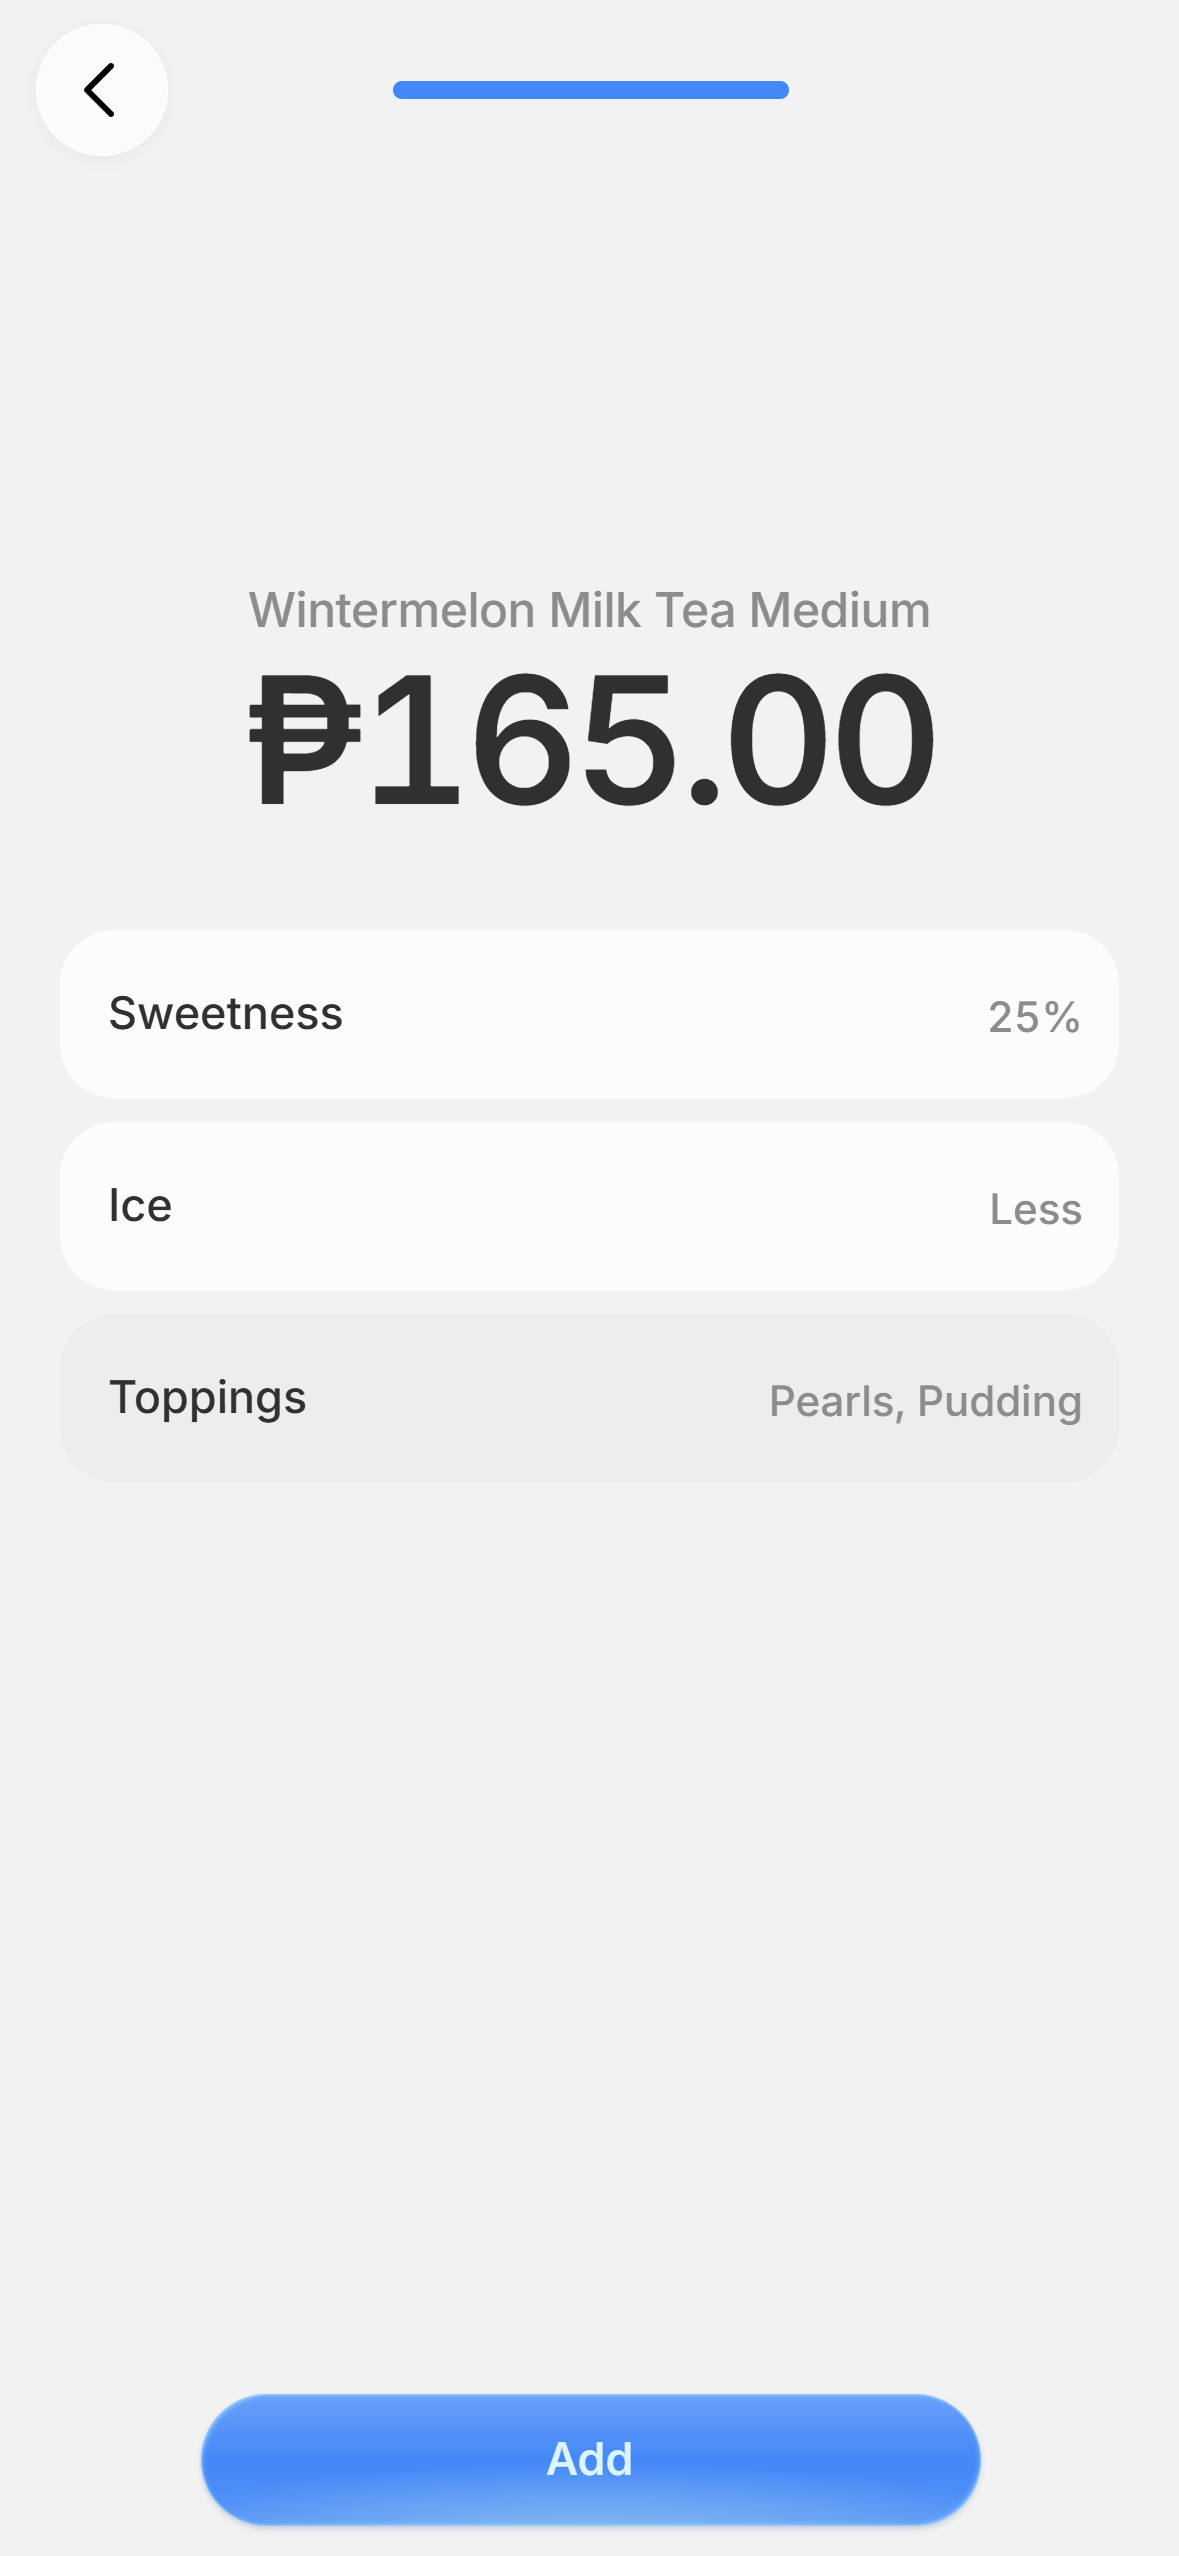 Wintermelon Milk Tea Medium
₱165.00
Sweetness 25%
Ice Less
Toppings Pearls, Pudding
Add